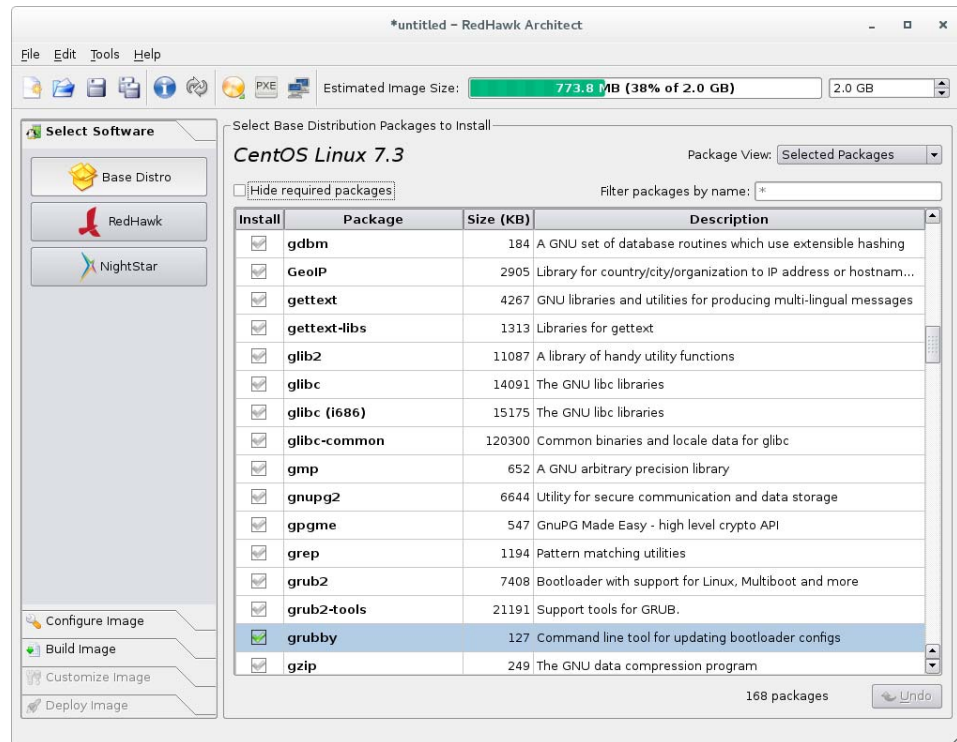 *untitled – RedHawk Architect
File Edit Tools Help
PXE Estimated Image Size: 773.8 MB (38% of 2.0 GB) 2.0 GB
Select Software
Base Distro
RedHawk
NightStar
Configure Image
Build Image
Customize Image
Deploy Image
Select Base Distribution Packages to Install
CentOS Linux 7.3 Package View: Selected Packages
Hide required packages Filter packages by name: *
Install Package Size (KB) Description
gdbm 184 A GNU set of database routines which use extensible hashing
GeoIP 2905 Library for country/city/organization to IP address or hostnam...
gettext 4267 GNU libraries and utilities for producing multi-lingual messages
gettext-libs 1313 Libraries for gettext
glib2 11087 A library of handy utility functions
glibc 14091 The GNU libc libraries
glibc (i686) 15175 The GNU libc libraries
glibc-common 120300 Common binaries and locale data for glibc
gmp 652 A GNU arbitrary precision library
gnupg2 6644 Utility for secure communication and data storage
gpgme 547 GnuPG Made Easy - high level crypto API
grep 1194 Pattern matching utilities
grub2 7408 Bootloader with support for Linux, Multiboot and more
grub2-tools 21191 Support tools for GRUB.
grubby 127 Command line tool for updating bootloader configs
gzip 249 The GNU data compression program
168 packages Undo